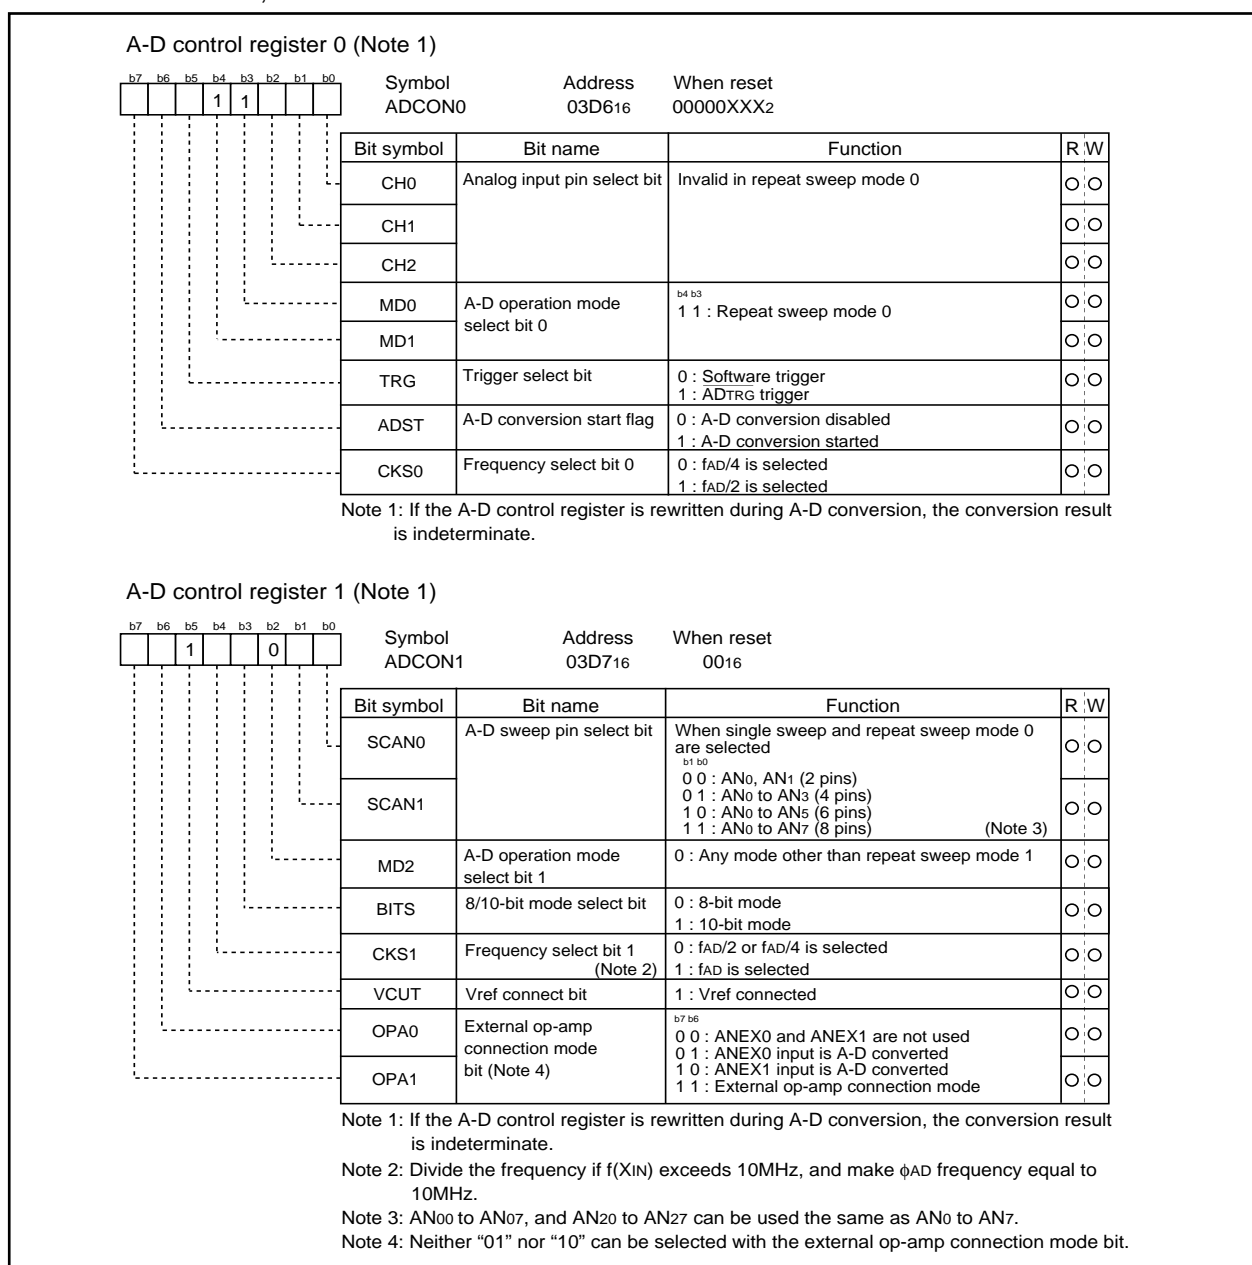 A-D control register 0 (Note 1)
b7 b6 b5 b4 b3 b2 b1 b0
1 1
Symbol Address When reset
ADCON0 03D616 00000XXX2
Bit symbol Bit name Function R W
CH0 Analog input pin select bit Invalid in repeat sweep mode 0
CH1
CH2
MD0 A-D operation mode select bit 0
b4 b3
1 1 : Repeat sweep mode 0
MD1
TRG Trigger select bit 0 : Software trigger
1 : ADTRG trigger
ADST A-D conversion start flag 0 : A-D conversion disabled
1 : A-D conversion started
CKS0 Frequency select bit 0 0 : fAD/4 is selected
1 : fAD/2 is selected
Note 1: If the A-D control register is rewritten during A-D conversion, the conversion result
is indeterminate.
A-D control register 1 (Note 1)
b7 b6 b5 b4 b3 b2 b1 b0
1 0
Symbol Address When reset
ADCON1 03D716 0016
Bit symbol Bit name Function R W
SCAN0 A-D sweep pin select bit When single sweep and repeat sweep mode 0
are selected
b1 b0
0 0 : AN0, AN1 (2 pins)
SCAN1 0 1 : AN0 to AN3 (4 pins)
1 0 : AN0 to AN5 (6 pins)
1 1 : AN0 to AN7 (8 pins) (Note 3)
MD2 A-D operation mode
select bit 1
0 : Any mode other than repeat sweep mode 1
BITS 8/10-bit mode select bit 0 : 8-bit mode
1 : 10-bit mode
CKS1 Frequency select bit 1
(Note 2)
0 : fAD/2 or fAD/4 is selected
1 : fAD is selected
VCUT Vref connect bit 1 : Vref connected
OPA0 External op-amp
connection mode
bit (Note 4)
b7 b6
0 0 : ANEX0 and ANEX1 are not used
0 1 : ANEX0 input is A-D converted
OPA1 1 0 : ANEX1 input is A-D converted
1 1 : External op-amp connection mode
Note 1: If the A-D control register is rewritten during A-D conversion, the conversion result
is indeterminate.
Note 2: Divide the frequency if f(XIN) exceeds 10MHz, and make ϕAD frequency equal to
10MHz.
Note 3: AN00 to AN07, and AN20 to AN27 can be used the same as AN0 to AN7.
Note 4: Neither “01” nor “10” can be selected with the external op-amp connection mode bit.